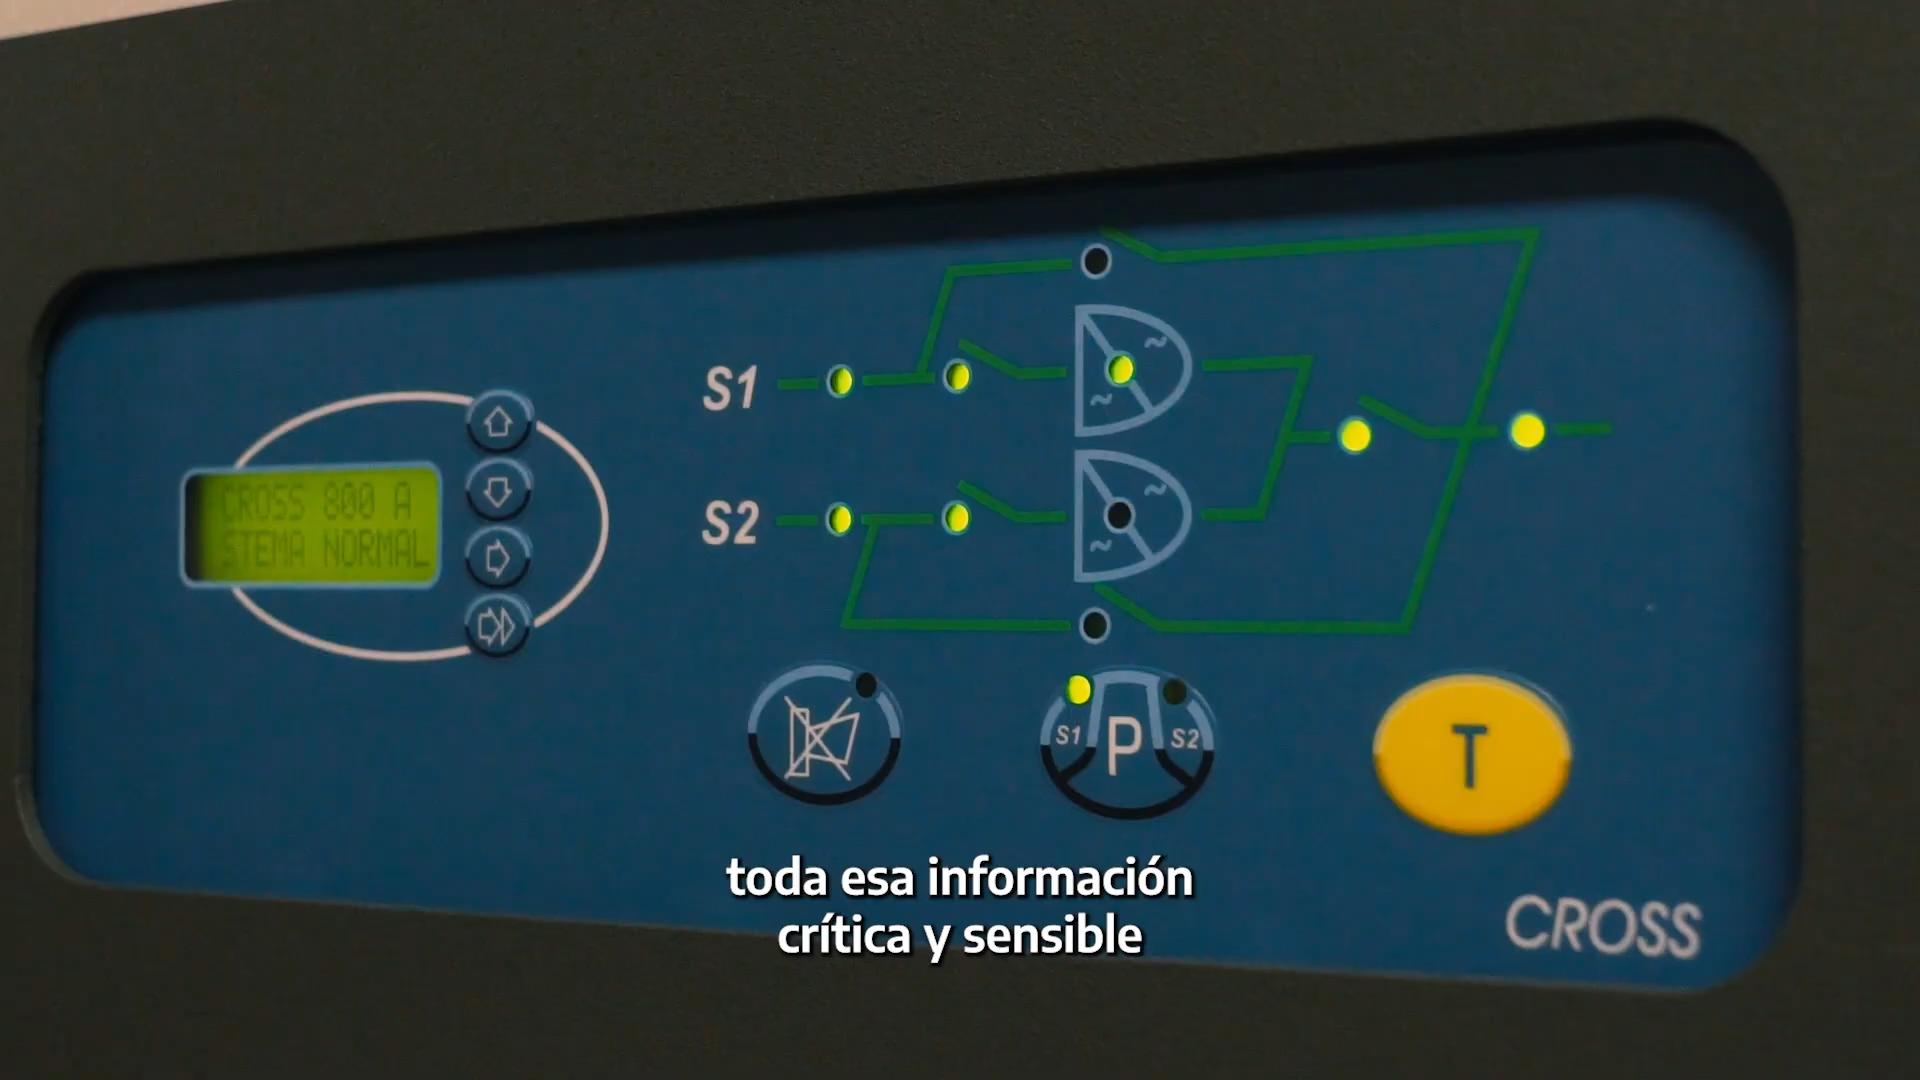 CROSS 800 A
STEMA NORMAL
S1
S2
S1 P S2
T
CROSS
toda esa información
crítica y sensible